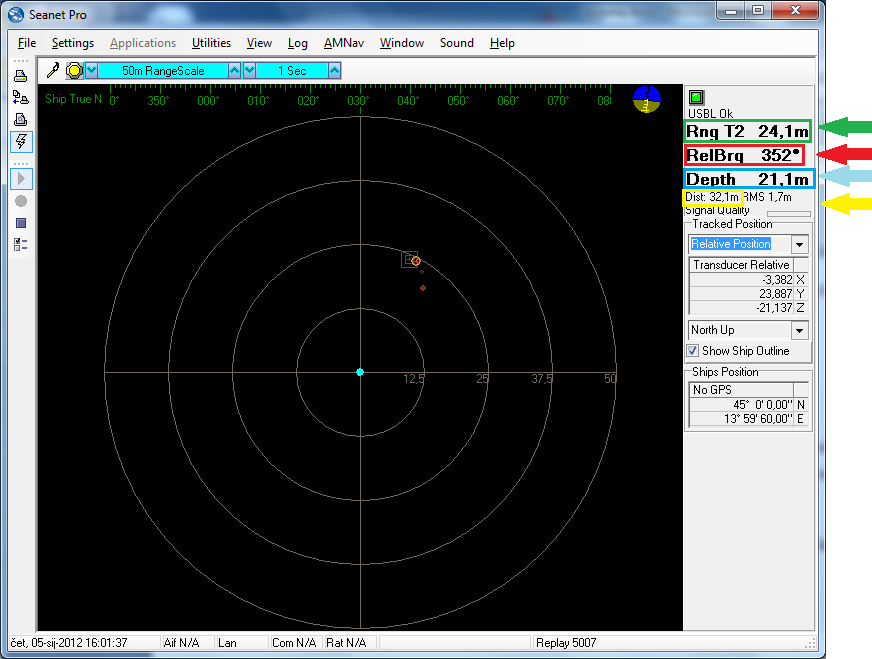 Seanet Pro
File Settings Applications Utilities View Log AMNav Window Sound Help
50m RangeScale 1 Sec
Ship True N 0° 350° 000° 010° 020° 030° 040° 050° 060° 070° 08
USBL Ok
Rng T2 24,1m
RelBrg 352°
Depth 21,1m
Dist: 32,1m RMS 1,7m
Signal Quality
Tracked Position
Relative Position
Transducer Relative
-3,382 X
23,887 Y
-21,137 Z
12,5 25 37,5 50
North Up
Show Ship Outline
Ships Position
No GPS
45° 0' 0,00'' N
13° 59' 60,00'' E
čet, 05-sij-2012 16:01:37 Aif N/A Lan Com N/A Rat N/A Replay 5007